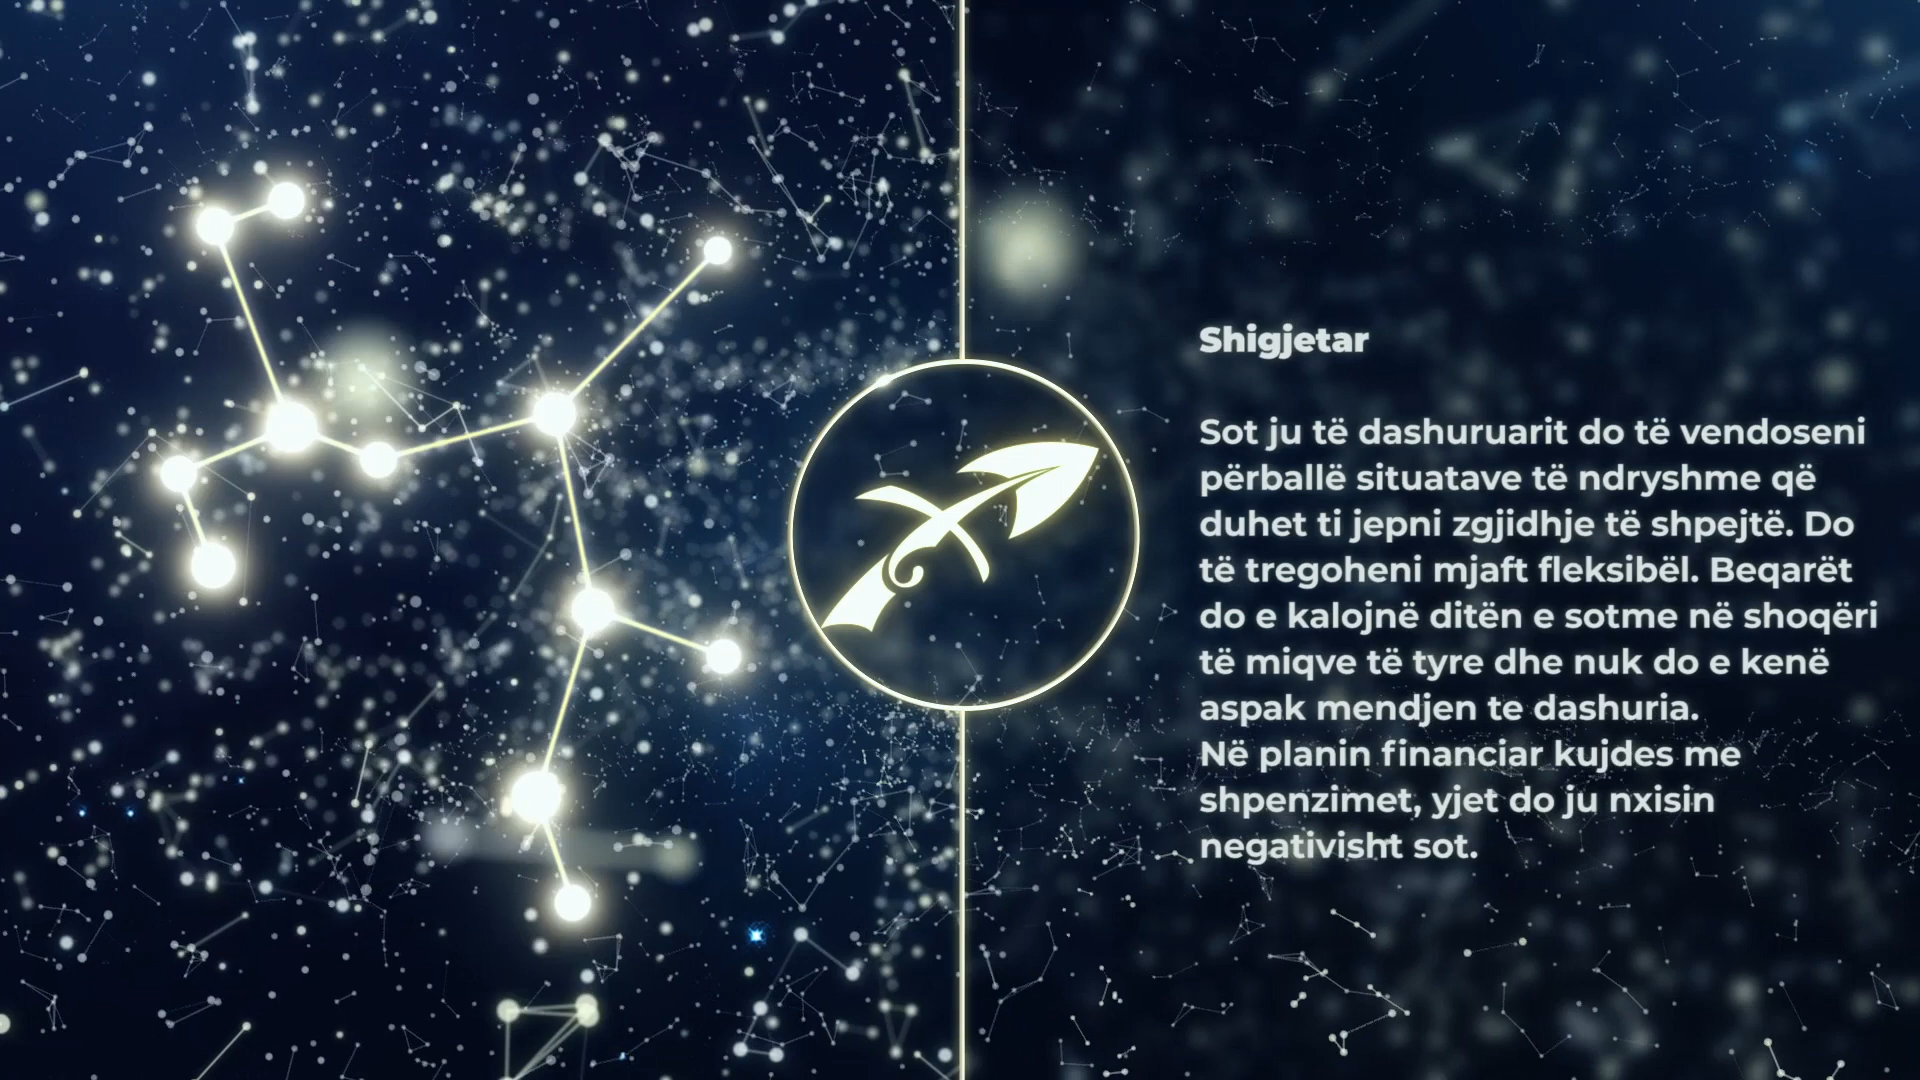 Shigjetar
Sot ju të dashuruarit do të vendoseni
përballë situatave të ndryshme që
duhet ti jepni zgjidhje të shpejtë. Do
të tregoheni mjaft fleksibël. Beqarët
do e kalojnë ditën e sotme në shoqëri
të miqve të tyre dhe nuk do e kenë
aspak mendjen te dashuria.
Në planin financiar kujdes me
shpenzimet, yjet do ju nxisin
negativisht sot.